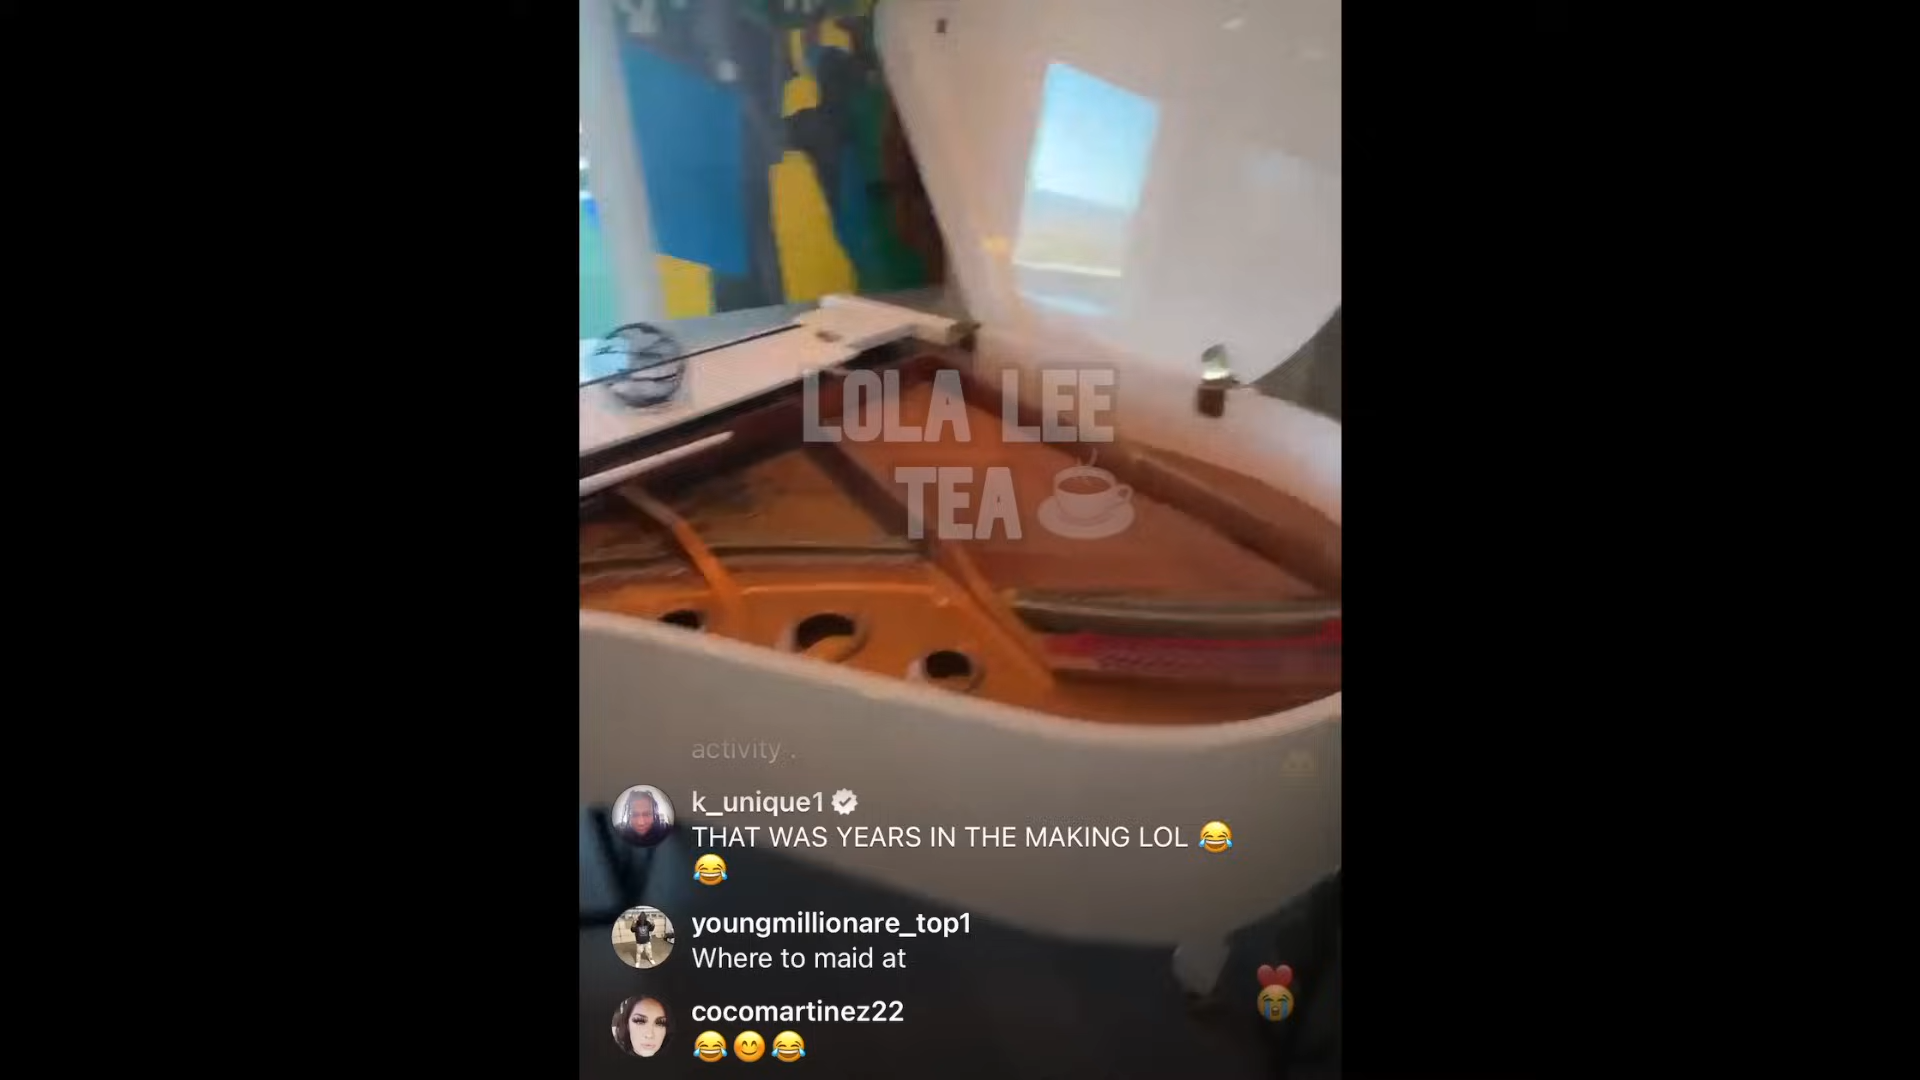 LOLA LEE
TEA
activity .
k_unique1
THAT WAS YEARS IN THE MAKING LOL 😂
😂
youngmillionare_top1
Where to maid at
cocomartinez22
😂😊😂